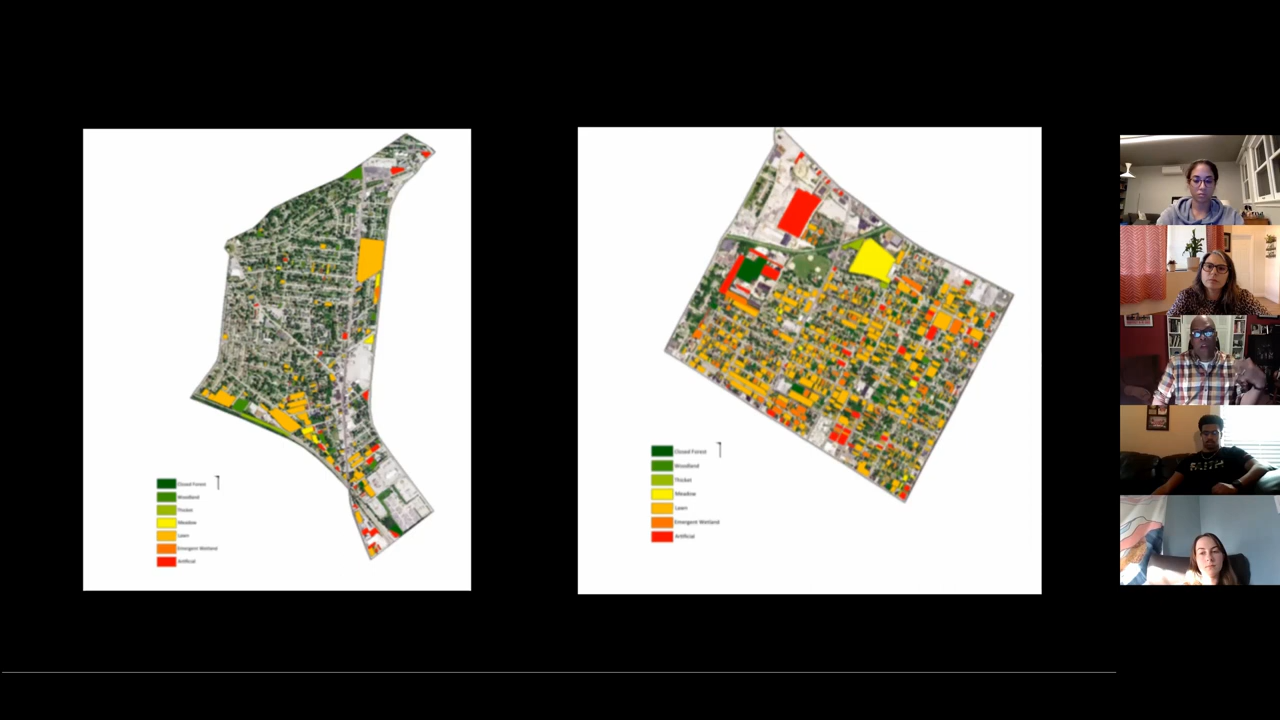 Closed Forest
Woodland
Thicket
Meadow
Lawn
Emergent Wetland
Artificial
Closed Forest
Woodland
Thicket
Meadow
Lawn
Emergent Wetland
Artificial